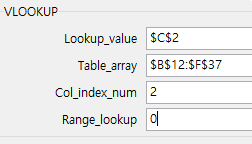 VLOOKUP
Lookup_value $C$2
Table_array $B$12:$F$37
Col_index_num 2
Range_lookup 0